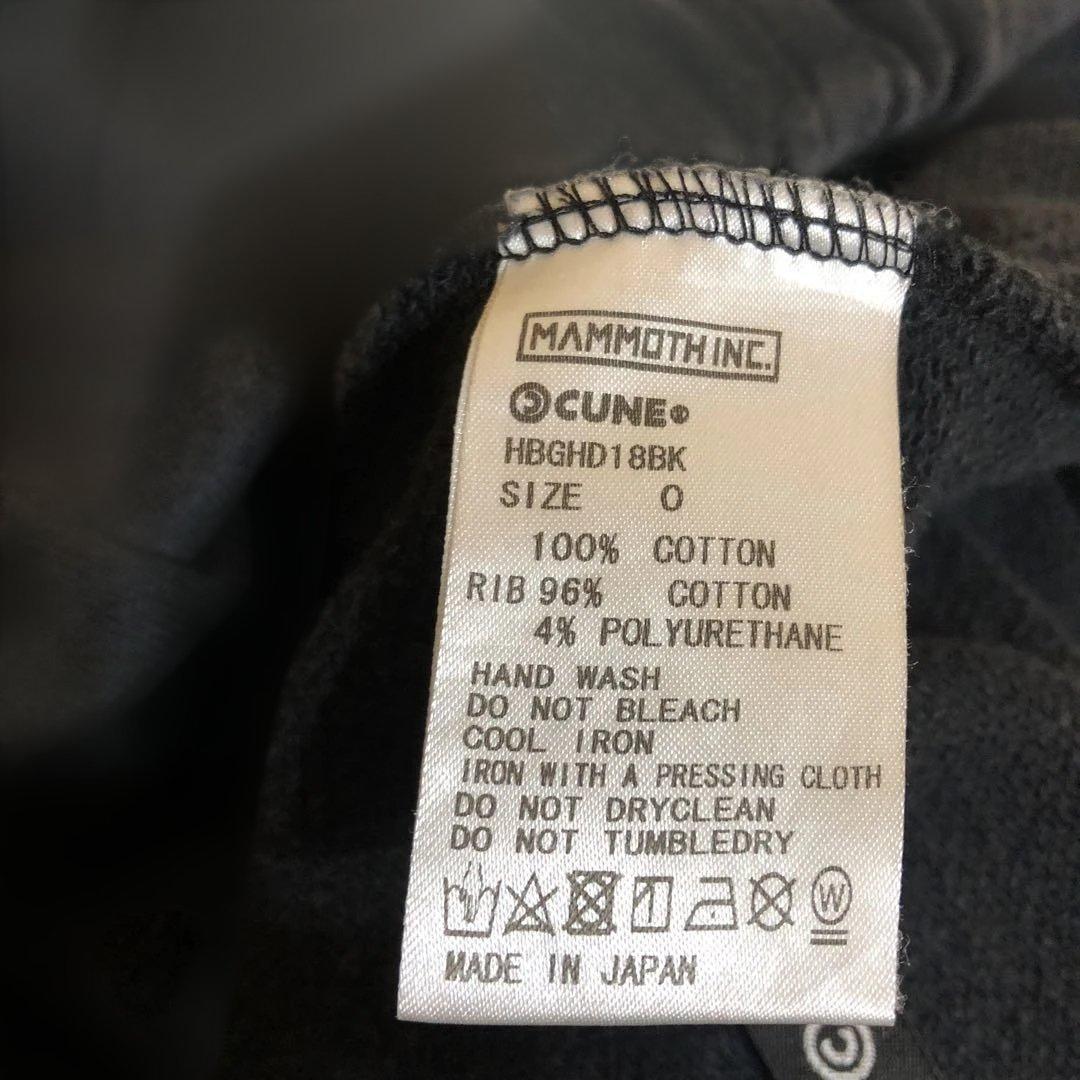 MAMMOTH INC.
CUNE®
HBGHD18BK
SIZE 0
100% COTTON
RIB 96% COTTON
4% POLYURETHANE
HAND WASH
DO NOT BLEACH
COOL IRON
IRON WITH A PRESSING CLOTH
DO NOT DRYCLEAN
DO NOT TUMBLEDRY
W
MADE IN JAPAN